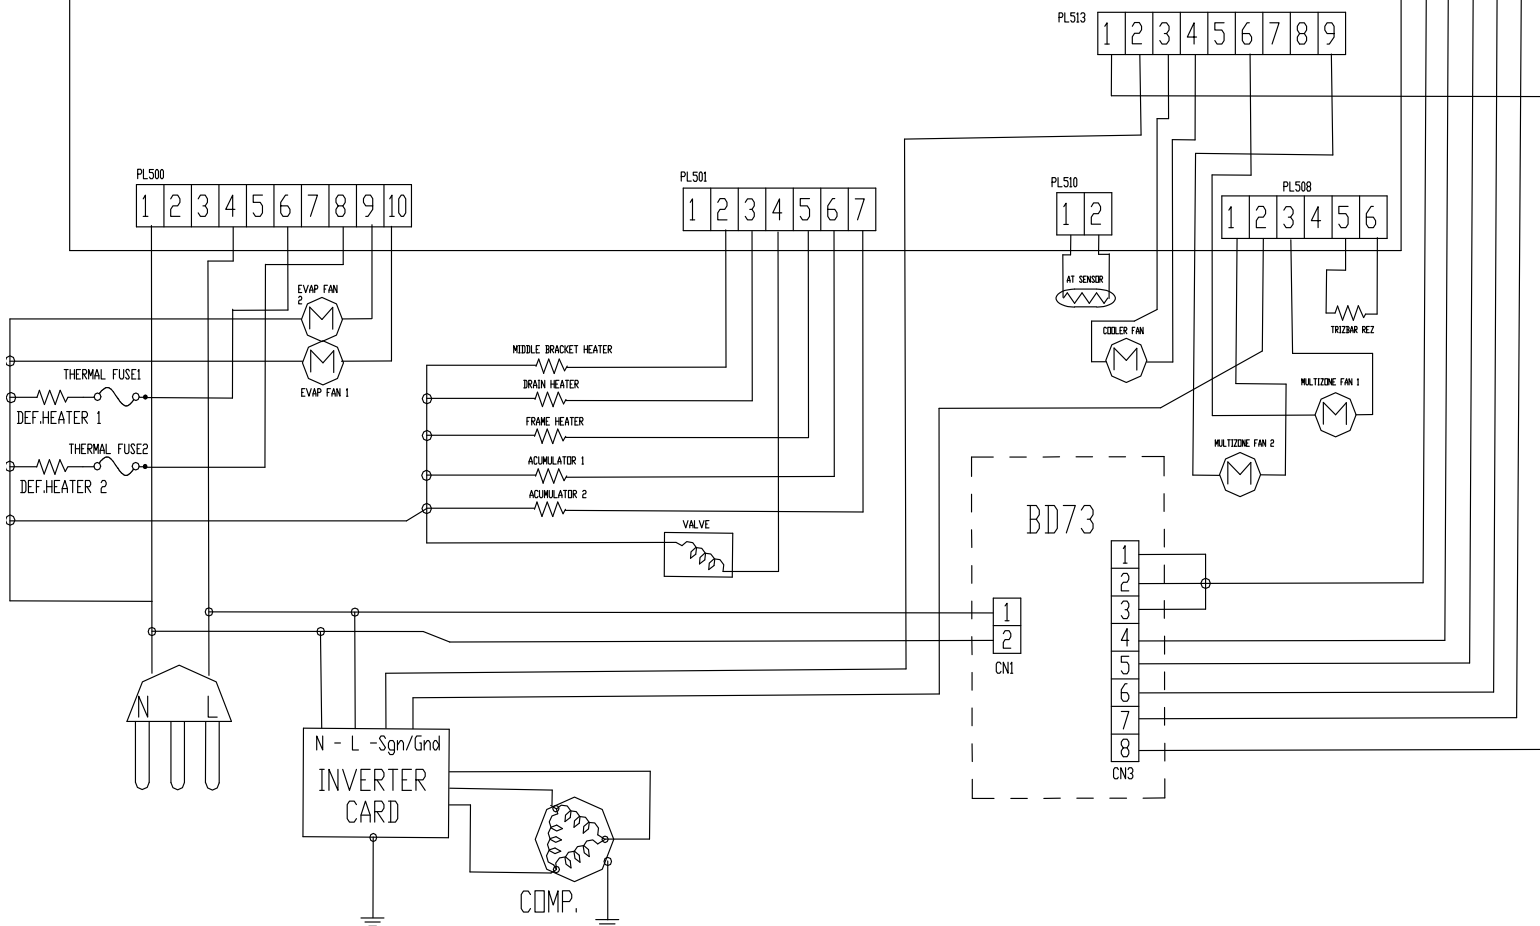 PL513
1 2 3 4 5 6 7 8 9
PL500
1 2 3 4 5 6 7 8 9 10
PL501
1 2 3 4 5 6 7
PL510
1 2
PL508
1 2 3 4 5 6
AT SENSOR
EVAP FAN
2
COOLER FAN
TRIZBAR REZ
MIDDLE BRACKET HEATER
THERMAL FUSE1
DRAIN HEATER
EVAP FAN 1
MULTIZONE FAN 1
DEF.HEATER 1
FRAME HEATER
THERMAL FUSE2
MULTIZONE FAN 2
ACUMULATOR 1
DEF.HEATER 2
ACUMULATOR 2
VALVE
BD73
1
2
3
4
5
6
7
8
CN3
1
2
CN1
N L
N - L -Sgn/Gnd
INVERTER
CARD
COMP.
M
M
M
M
M